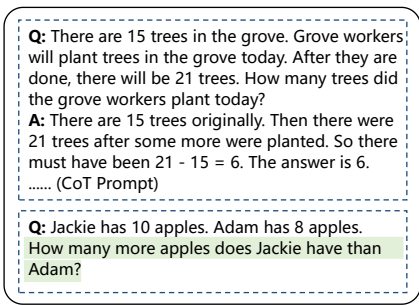 Q: There are 15 trees in the grove. Grove workers
will plant trees in the grove today. After they are
done, there will be 21 trees. How many trees did
the grove workers plant today?
A: There are 15 trees originally. Then there were
21 trees after some more were planted. So there
must have been 21 - 15 = 6. The answer is 6.
...... (CoT Prompt)
Q: Jackie has 10 apples. Adam has 8 apples.
How many more apples does Jackie have than
Adam?